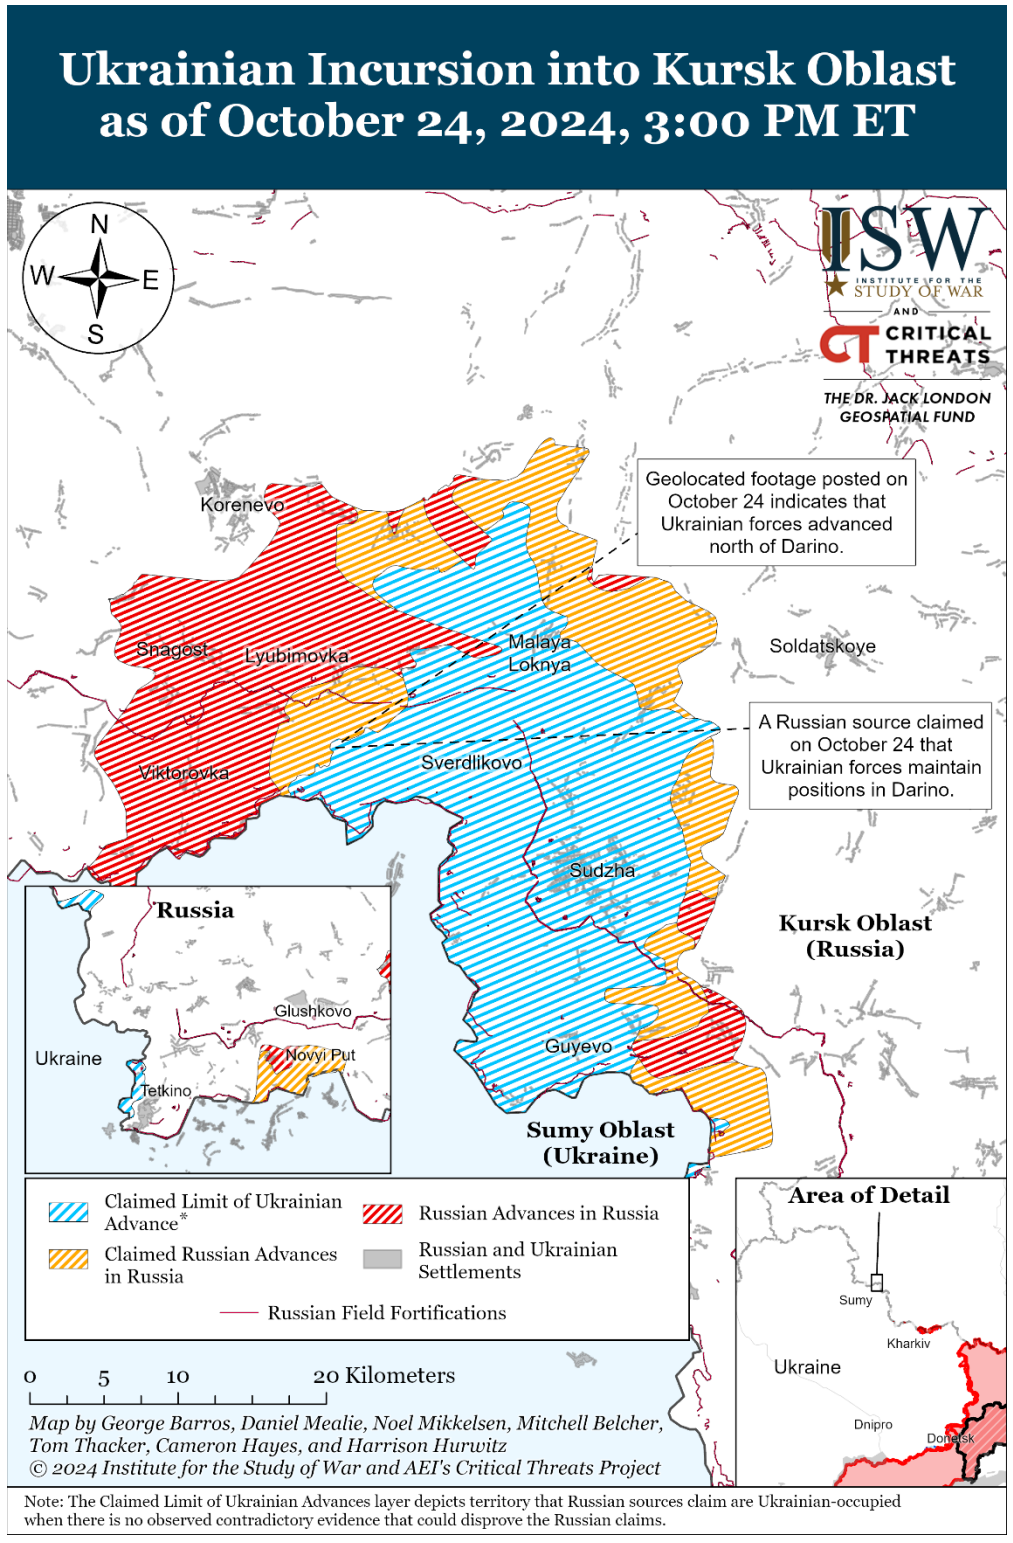 Ukrainian Incursion into Kursk Oblast
as of October 24, 2024, 3:00 PM ET
N
W
E
S
ISW
INSTITUTE FOR THE
STUDY OF WAR
AND
CT CRITICAL
THREATS
THE DR. JACK LONDON
GEOSPATIAL FUND
Geolocated footage posted on
October 24 indicates that
Ukrainian forces advanced
north of Darino.
Korenevo
Snagost
Lyubimovka
Malaya
Loknya
Soldatskoye
A Russian source claimed
on October 24 that
Ukrainian forces maintain
positions in Darino.
Viktorovka
Sverdlikovo
Sudzha
Kursk Oblast
(Russia)
Guyevo
Sumy Oblast
(Ukraine)
Russia
Glushkovo
Ukraine
Novyi Put
Tetkino
Claimed Limit of Ukrainian
Advance*
Russian Advances in Russia
Claimed Russian Advances
in Russia
Russian and Ukrainian
Settlements
Russian Field Fortifications
Area of Detail
Sumy
Kharkiv
Ukraine
Dnipro
Donetsk
0 5 10 20 Kilometers
Map by George Barros, Daniel Mealie, Noel Mikkelsen, Mitchell Belcher,
Tom Thacker, Cameron Hayes, and Harrison Hurwitz
© 2024 Institute for the Study of War and AEI's Critical Threats Project
Note: The Claimed Limit of Ukrainian Advances layer depicts territory that Russian sources claim are Ukrainian-occupied
when there is no observed contradictory evidence that could disprove the Russian claims.